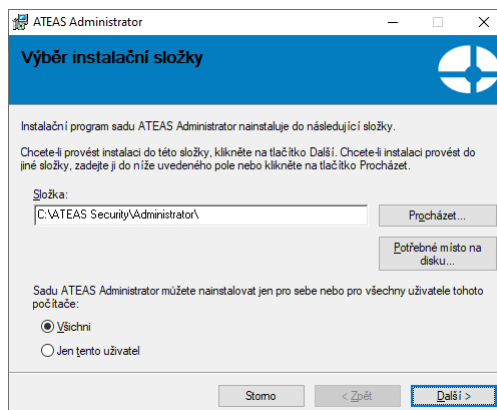 ATEAS Administrator
Výběr instalační složky
Instalační program sadu ATEAS Administrator nainstaluje do následující složky.
Chcete-li provést instalaci do této složky, klikněte na tlačítko Další. Chcete-li instalaci provést do
jiné složky, zadejte ji do níže uvedeného pole nebo klikněte na tlačítko Procházet.
Složka:
C:\ATEAS Security\Administrator\
Procházet...
Potřebné místo na
disku...
Sadu ATEAS Administrator můžete nainstalovat jen pro sebe nebo pro všechny uživatele tohoto
počítače:
Všichni
Jen tento uživatel
Storno
< Zpět
Další >